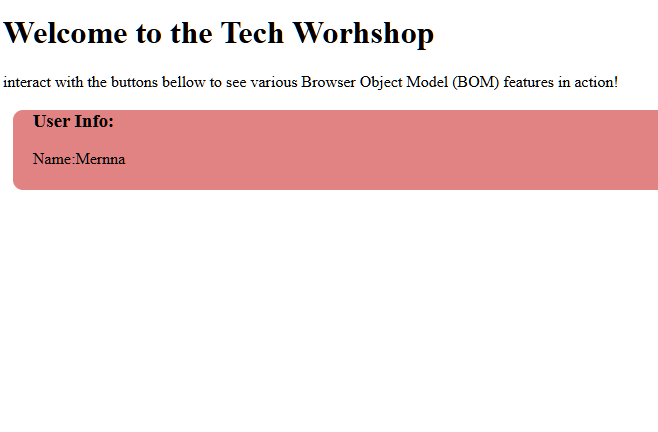 Welcome to the Tech Worhshop
interact with the buttons bellow to see various Browser Object Model (BOM) features in action!
User Info:
Name:Mernna